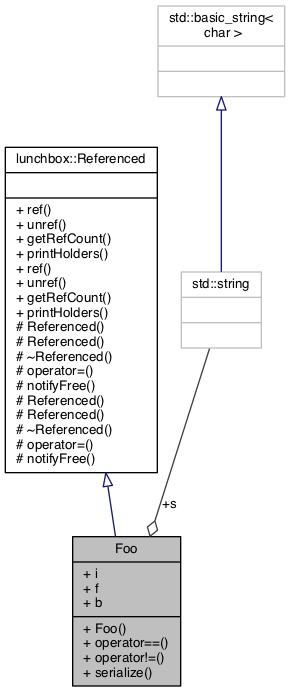 std::basic_string<
char >
lunchbox::Referenced
+ ref()
+ unref()
+ getRefCount()
+ printHolders()
+ ref()
+ unref()
+ getRefCount()
+ printHolders()
# Referenced()
# Referenced()
# ~Referenced()
# operator=()
# notifyFree()
# Referenced()
# Referenced()
# ~Referenced()
# operator=()
# notifyFree()
std::string
+s
Foo
+ i
+ f
+ b
+ Foo()
+ operator==()
+ operator!=()
+ serialize()